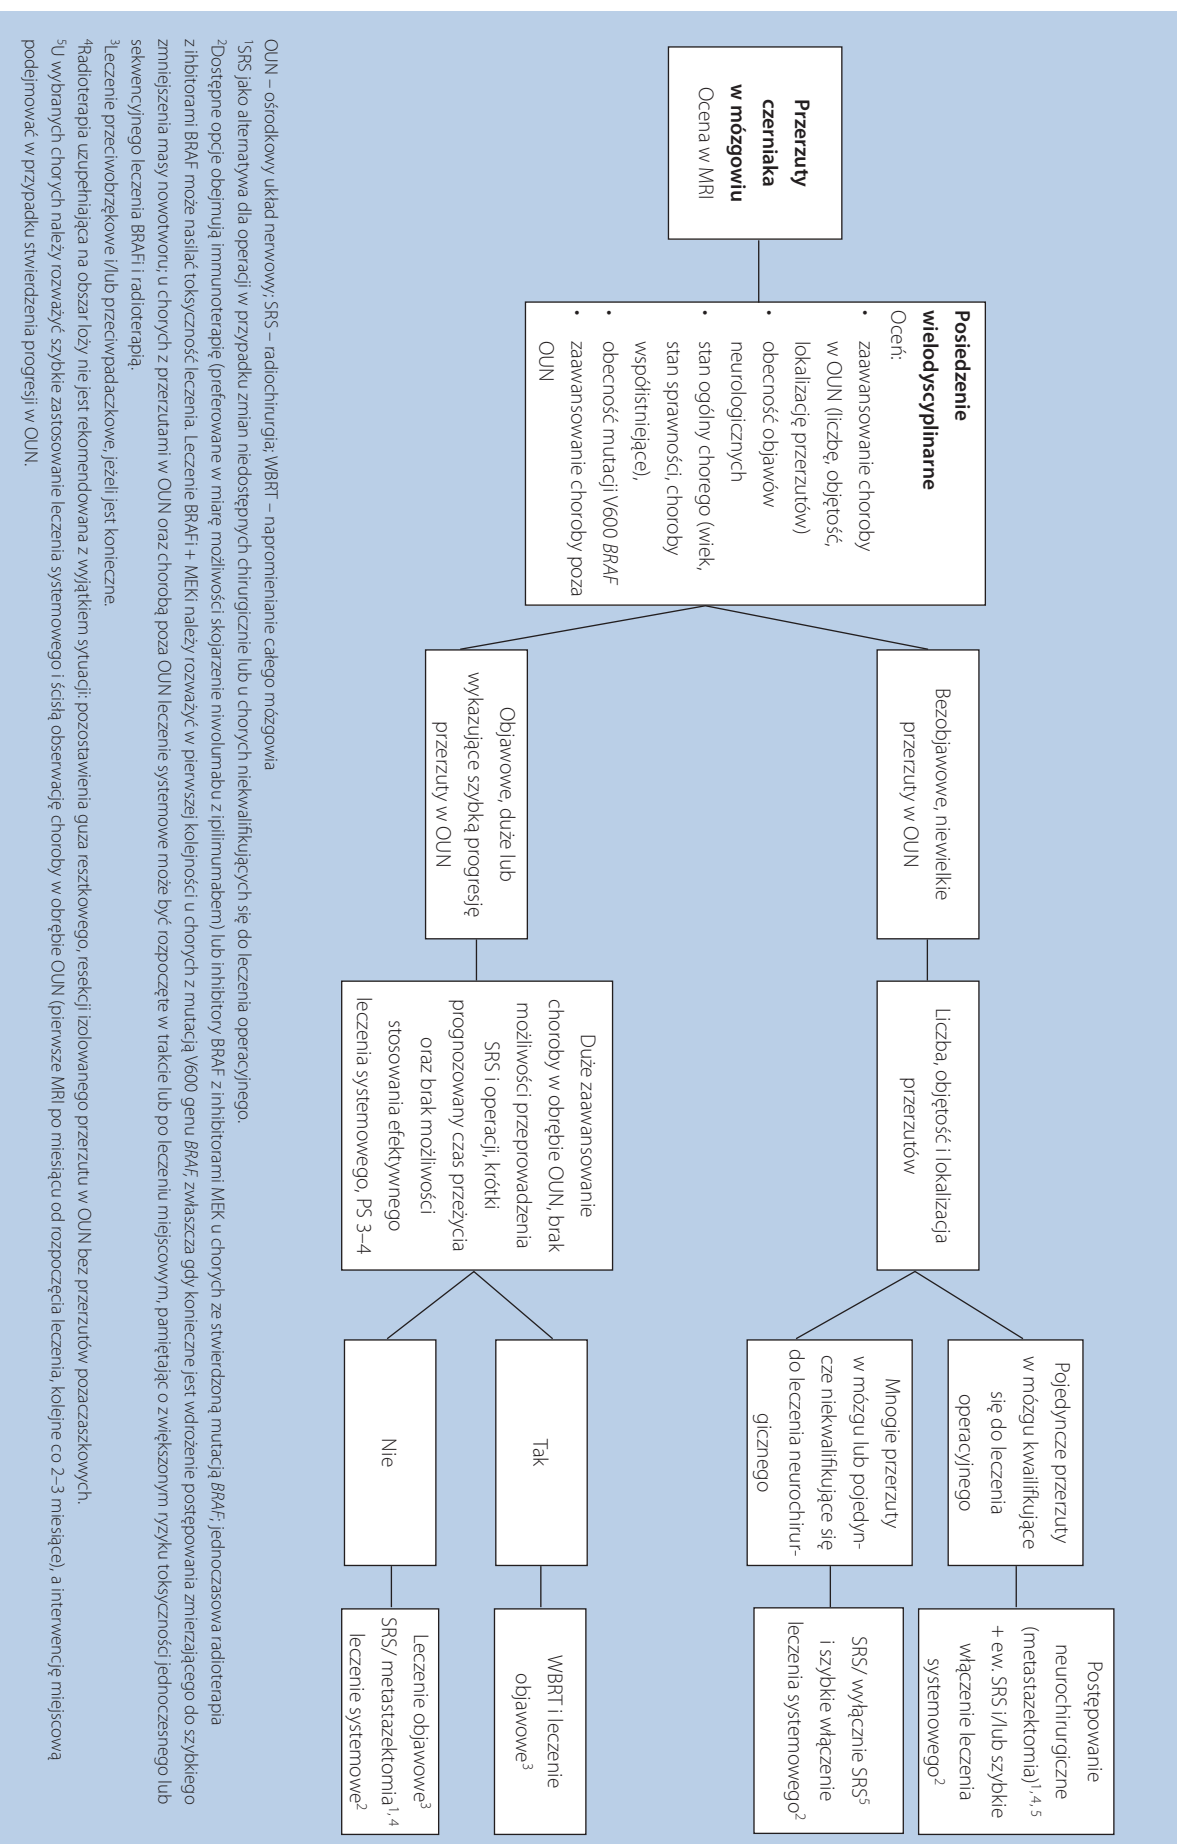 Przerzuty
czerniaka
w mózgowiu
Ocena w MRI
Posiedzenie
wielodyscyplinarne
Oceń:
• zaawansowanie choroby
w OUN (liczbę, objętość,
lokalizację przerzutów)
• obecność objawów
neurologicznych
• stan ogólny chorego (wiek,
stan sprawności, choroby
współistniejące),
• obecność mutacji V600 BRAF
• zaawansowanie choroby poza
OUN
Bezobjawowe, niewielkie
przerzuty w OUN
Liczba, objętość i lokalizacja
przerzutów
Pojedyncze przerzuty
w mózgu kwailifkujące
się do leczenia
operacyjnego
Postępowanie
neurochirurgiczne
(metastazektomia)1, 4, 5
+ ew. SRS i/lub szybkie
włączenie leczenia
systemowego2
Mnogie przerzuty
w mózgu lub pojedyn-
cze niekwalifikujące się
do leczenia neurochirur-
gicznego
SRS/ wyłącznie SRS5
i szybkie włączenie
leczenia systemowego2
Objawowe, duże lub
wykazujące szybką progresję
przerzuty w OUN
Duże zaawansowanie
choroby w obrębie OUN, brak
możliwości przeprowadzenia
SRS i operacji, krótki
prognozowany czas przeżycia
oraz brak możliwości
stosowania efektywnego
leczenia systemowego, PS 3–4
Tak
WBRT i leczenie
objawowe3
Nie
Leczenie objawowe3
SRS/ metastazektomia1, 4
leczenie systemowe2
OUN – ośrodkowy układ nerwowy; SRS – radiochirurgia; WBRT – napromienianie całego mózgowia
1SRS jako alternatywa dla operacji w przypadku zmian niedostępnych chirurgicznie lub u chorych niekwalifikujących się do leczenia operacyjnego.
2Dostępne opcje obejmują immunoterapię (preferowane w miarę możliwości skojarzenie niwolumabu z ipilimumabem) lub inhibitory BRAF z inhibitorami MEK u chorych ze stwierdzoną mutacją BRAF; jednoczasowa radioterapia
z ihbitorami BRAF może nasilać toksyczność leczenia. Leczenie BRAFi + MEKi należy rozważyć w pierwszej kolejności u chorych z mutacją V600 genu BRAF, zwłaszcza gdy konieczne jest wdrożenie postępowania zmierzającego do szybkiego
zmniejszenia masy nowotworu; u chorych z przerzutami w OUN oraz chorobą poza OUN leczenie systemowe może być rozpoczęte w trakcie lub po leczeniu miejscowym, pamiętając o zwiększonym ryzyku toksyczności jednoczesnego lub
sekwencyjnego leczenia BRAFi i radioterapią.
3Leczenie przeciwobrzękowe i/lub przeciwpadaczkowe, jeżeli jest konieczne.
4Radioterapia uzupełniająca na obszar loży nie jest rekomendowana z wyjątkiem sytuacji: pozostawienia guza resztkowego, resekcji izolowanego przerzutu w OUN bez przerzutów pozaczaszkowych.
5U wybranych chorych należy rozważyć szybkie zastosowanie leczenia systemowego i ścisłą obserwację choroby w obrębie OUN (pierwsze MRI po miesiącu od rozpoczęcia leczenia, kolejne co 2–3 miesiące), a interwencję miejscową
podejmować w przypadku stwierdzenia progresji w OUN.